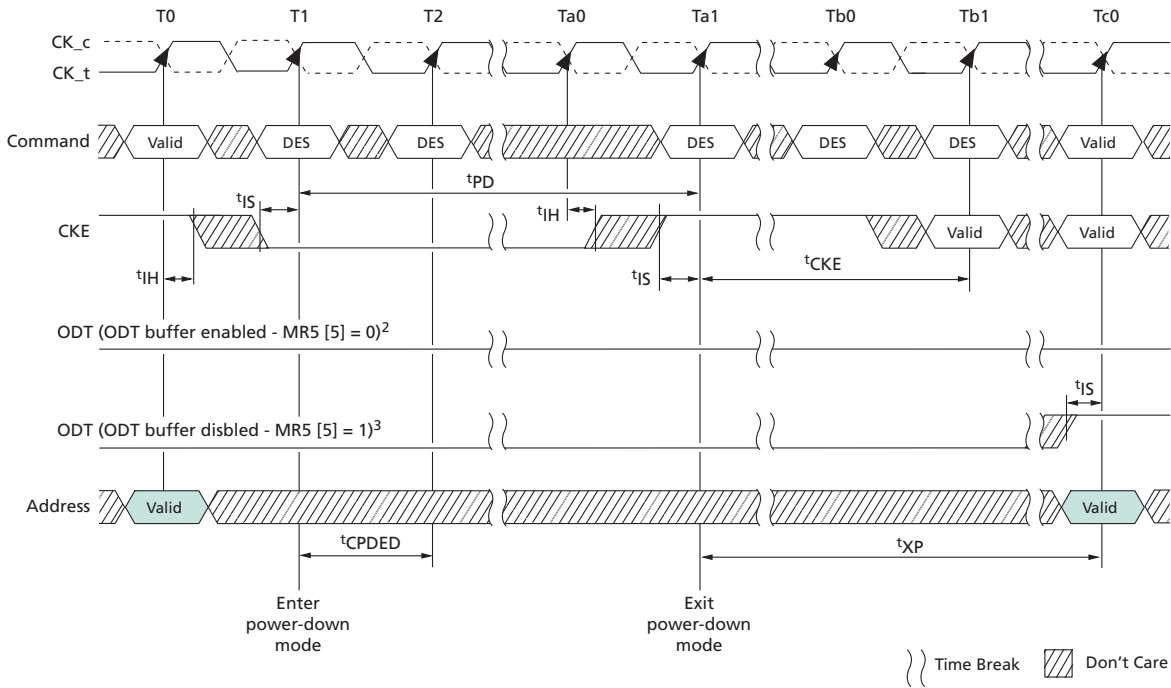 T0 T1 T2 Ta0 Ta1 Tb0 Tb1 Tc0
CK_c
CK_t
Command Valid DES DES DES DES DES Valid
tPD
tIS
tIH
CKE Valid Valid
tIH
tIS
tCKE
ODT (ODT buffer enabled - MR5 [5] = 0)2
tIS
ODT (ODT buffer disbled - MR5 [5] = 1)3
Address Valid Valid
tCPDED
tXP
Enter
power-down
mode
Exit
power-down
mode
Time Break Don't Care